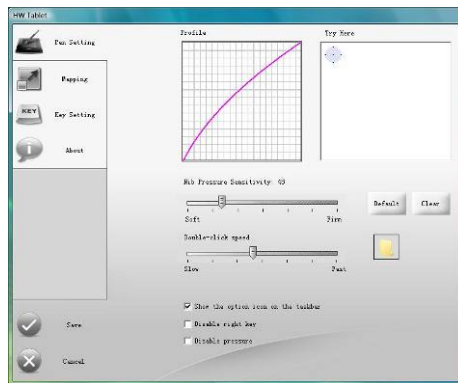 HW Tablet
Pen Setting
Mapping
KEY
Key Setting
About
Save
Cancel
Profile
Try Here
Nib Pressure Sensitivity:
Soft
Firm
Default
Clear
Double-click speed
Slow
Fast
Show the option icon on the taskbar
Disable right key
Disable pressure